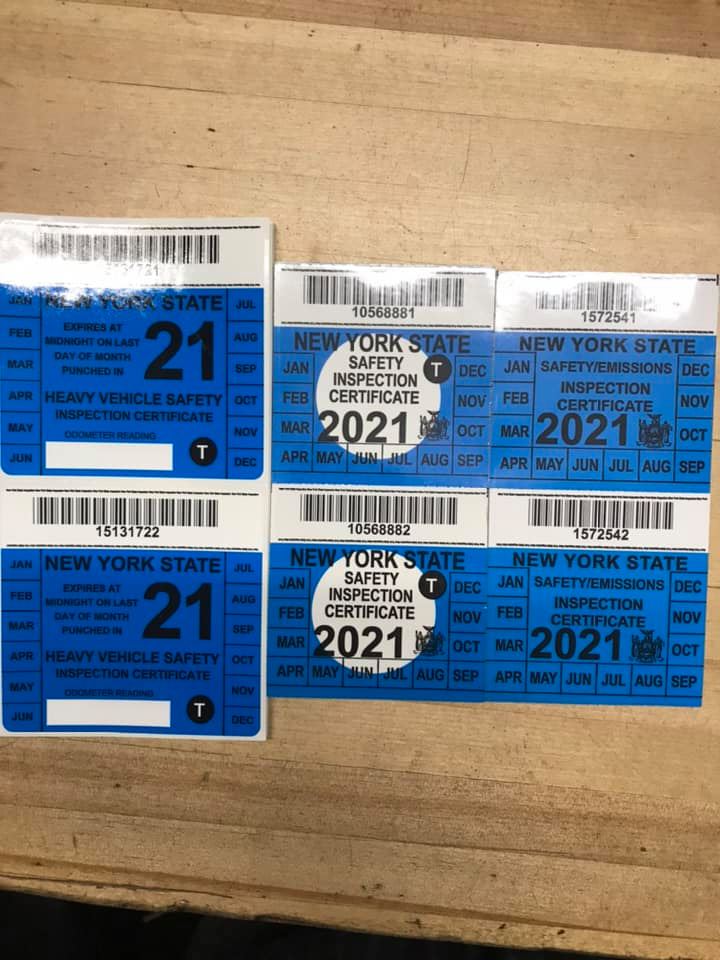 NEW YORK STATE
JAN
FEB
MAR
APR
MAY
JUN
EXPIRES AT
MIDNIGHT ON LAST
DAY OF MONTH
PUNCHED IN
21
HEAVY VEHICLE SAFETY
INSPECTION CERTIFICATE
ODOMETER READING
T
JUL
AUG
SEP
OCT
NOV
DEC
10568881
NEW YORK STATE
SAFETY
INSPECTION
CERTIFICATE
T
2021
JAN
FEB
MAR
APR MAY JUN JUL AUG SEP
DEC
NOV
OCT
1572541
NEW YORK STATE
SAFETY/EMISSIONS
INSPECTION
CERTIFICATE
2021
JAN
FEB
MAR
APR MAY JUN JUL AUG SEP
DEC
NOV
OCT
15131722
NEW YORK STATE
JAN
FEB
MAR
APR
MAY
JUN
EXPIRES AT
MIDNIGHT ON LAST
DAY OF MONTH
PUNCHED IN
21
HEAVY VEHICLE SAFETY
INSPECTION CERTIFICATE
ODOMETER READING
T
JUL
AUG
SEP
OCT
NOV
DEC
10568882
NEW YORK STATE
SAFETY
INSPECTION
CERTIFICATE
T
2021
JAN
FEB
MAR
APR MAY JUN JUL AUG SEP
DEC
NOV
OCT
1572542
NEW YORK STATE
SAFETY/EMISSIONS
INSPECTION
CERTIFICATE
2021
JAN
FEB
MAR
APR MAY JUN JUL AUG SEP
DEC
NOV
OCT